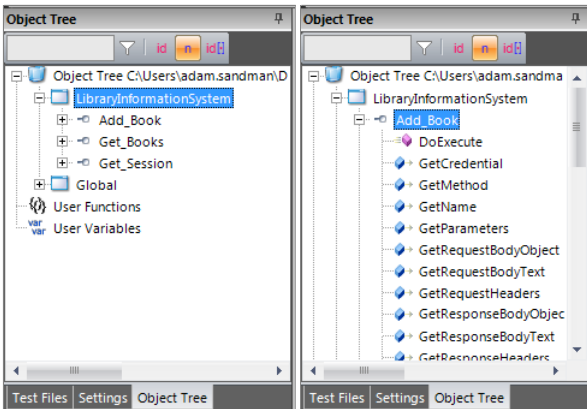 Object Tree
id n id[·]
Object Tree C:\Users\adam.sandman\D
LibraryInformationSystem
Add_Book
Get_Books
Get_Session
Global
User Functions
var
var User Variables
Test Files Settings Object Tree
Object Tree
id n id[·]
Object Tree C:\Users\adam.sandma
LibraryInformationSystem
Add_Book
DoExecute
GetCredential
GetMethod
GetName
GetParameters
GetRequestBodyObject
GetRequestBodyText
GetRequestHeaders
GetResponseBodyObjec
GetResponseBodyText
GetResponseHeaders
Test Files Settings Object Tree